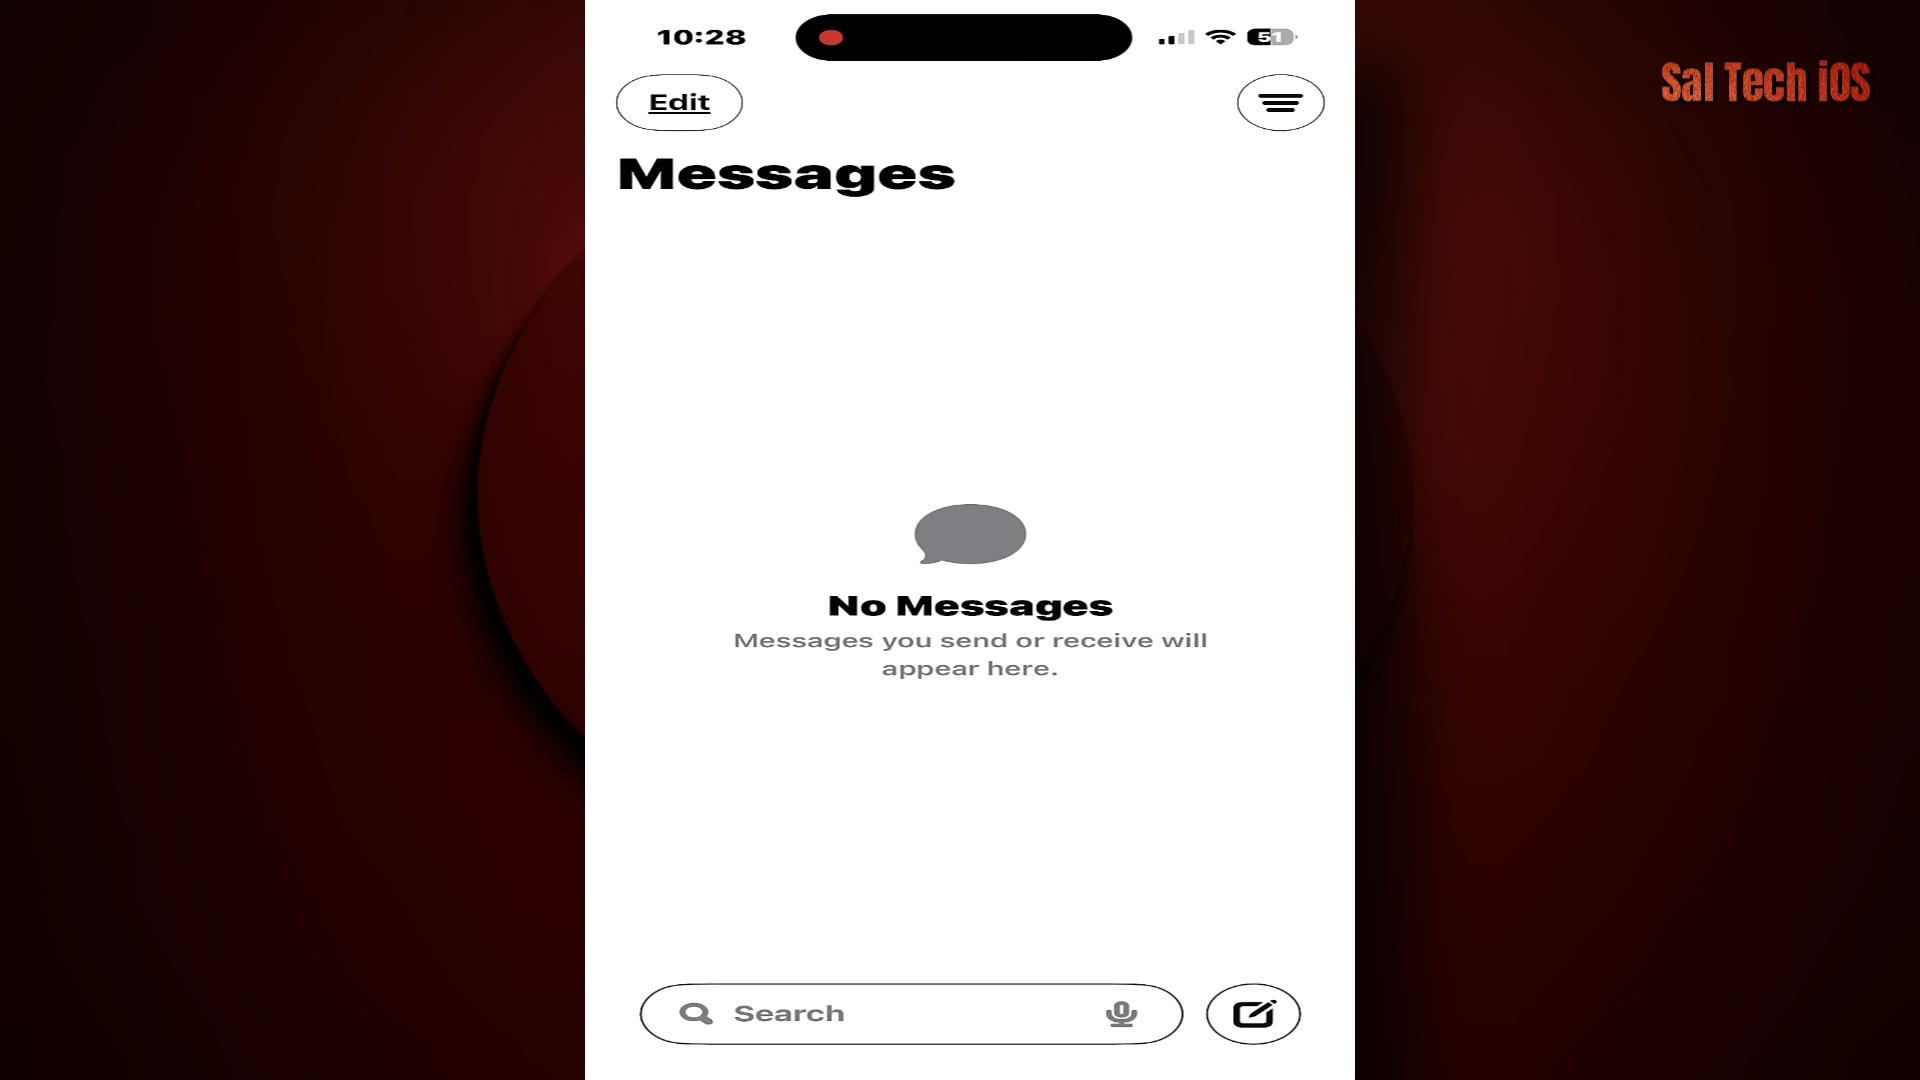 10:28
51
Sal Tech iOS
Edit
Messages
No Messages
Messages you send or receive will
appear here.
Search